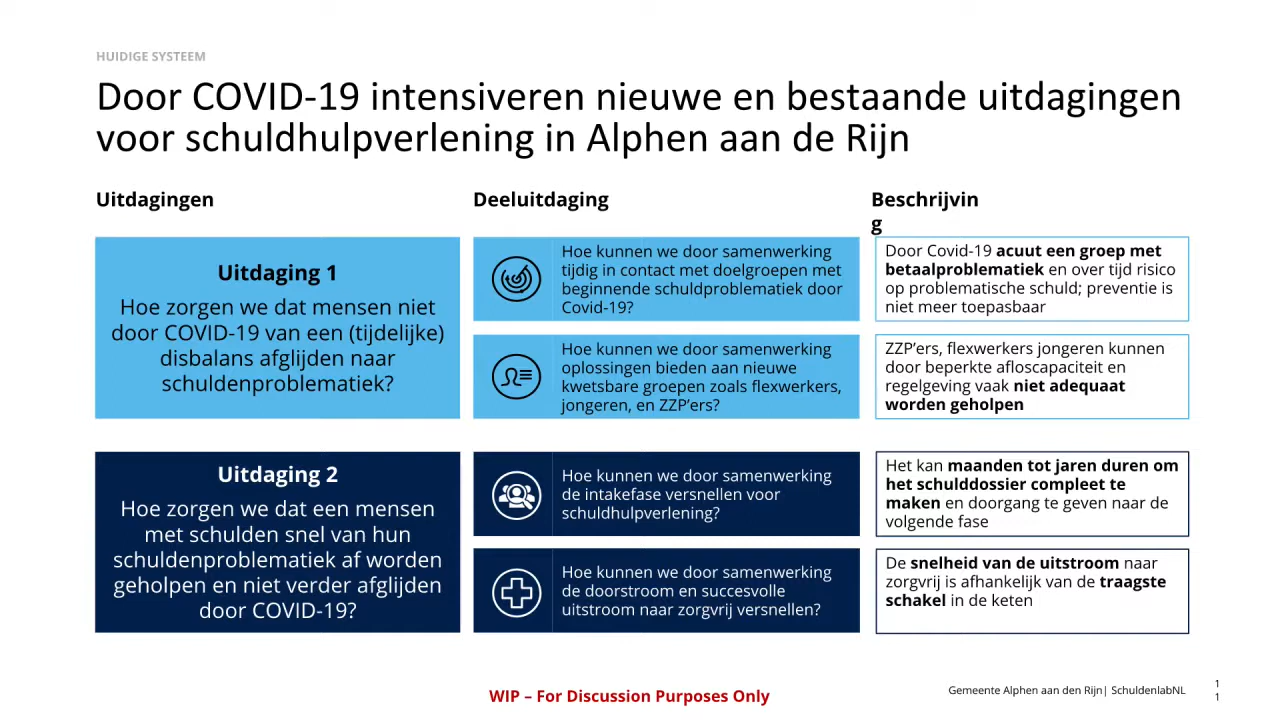 HUIDIGE SYSTEEM
Door COVID-19 intensiveren nieuwe en bestaande uitdagingen
voor schuldhulpverlening in Alphen aan de Rijn
Uitdagingen
Deeluitdaging
Beschrijvin
g
Uitdaging 1
Hoe zorgen we dat mensen niet
door COVID-19 van een (tijdelijke)
disbalans afglijden naar
schuldenproblematiek?
Hoe kunnen we door samenwerking
tijdig in contact met doelgroepen met
beginnende schuldproblematiek door
Covid-19?
Door Covid-19 acuut een groep met
betaalproblematiek en over tijd risico
op problematische schuld; preventie is
niet meer toepasbaar
Hoe kunnen we door samenwerking
oplossingen bieden aan nieuwe
kwetsbare groepen zoals flexwerkers,
jongeren, en ZZP’ers?
ZZP’ers, flexwerkers jongeren kunnen
door beperkte afloscapaciteit en
regelgeving vaak niet adequaat
worden geholpen
Uitdaging 2
Hoe zorgen we dat een mensen
met schulden snel van hun
schuldenproblematiek af worden
geholpen en niet verder afglijden
door COVID-19?
Hoe kunnen we door samenwerking
de intakefase versnellen voor
schuldhulpverlening?
Het kan maanden tot jaren duren om
het schulddossier compleet te
maken en doorgang te geven naar de
volgende fase
Hoe kunnen we door samenwerking
de doorstroom en succesvolle
uitstroom naar zorgvrij versnellen?
De snelheid van de uitstroom naar
zorgvrij is afhankelijk van de traagste
schakel in de keten
WIP – For Discussion Purposes Only
Gemeente Alphen aan den Rijn| SchuldenlabNL
1
1